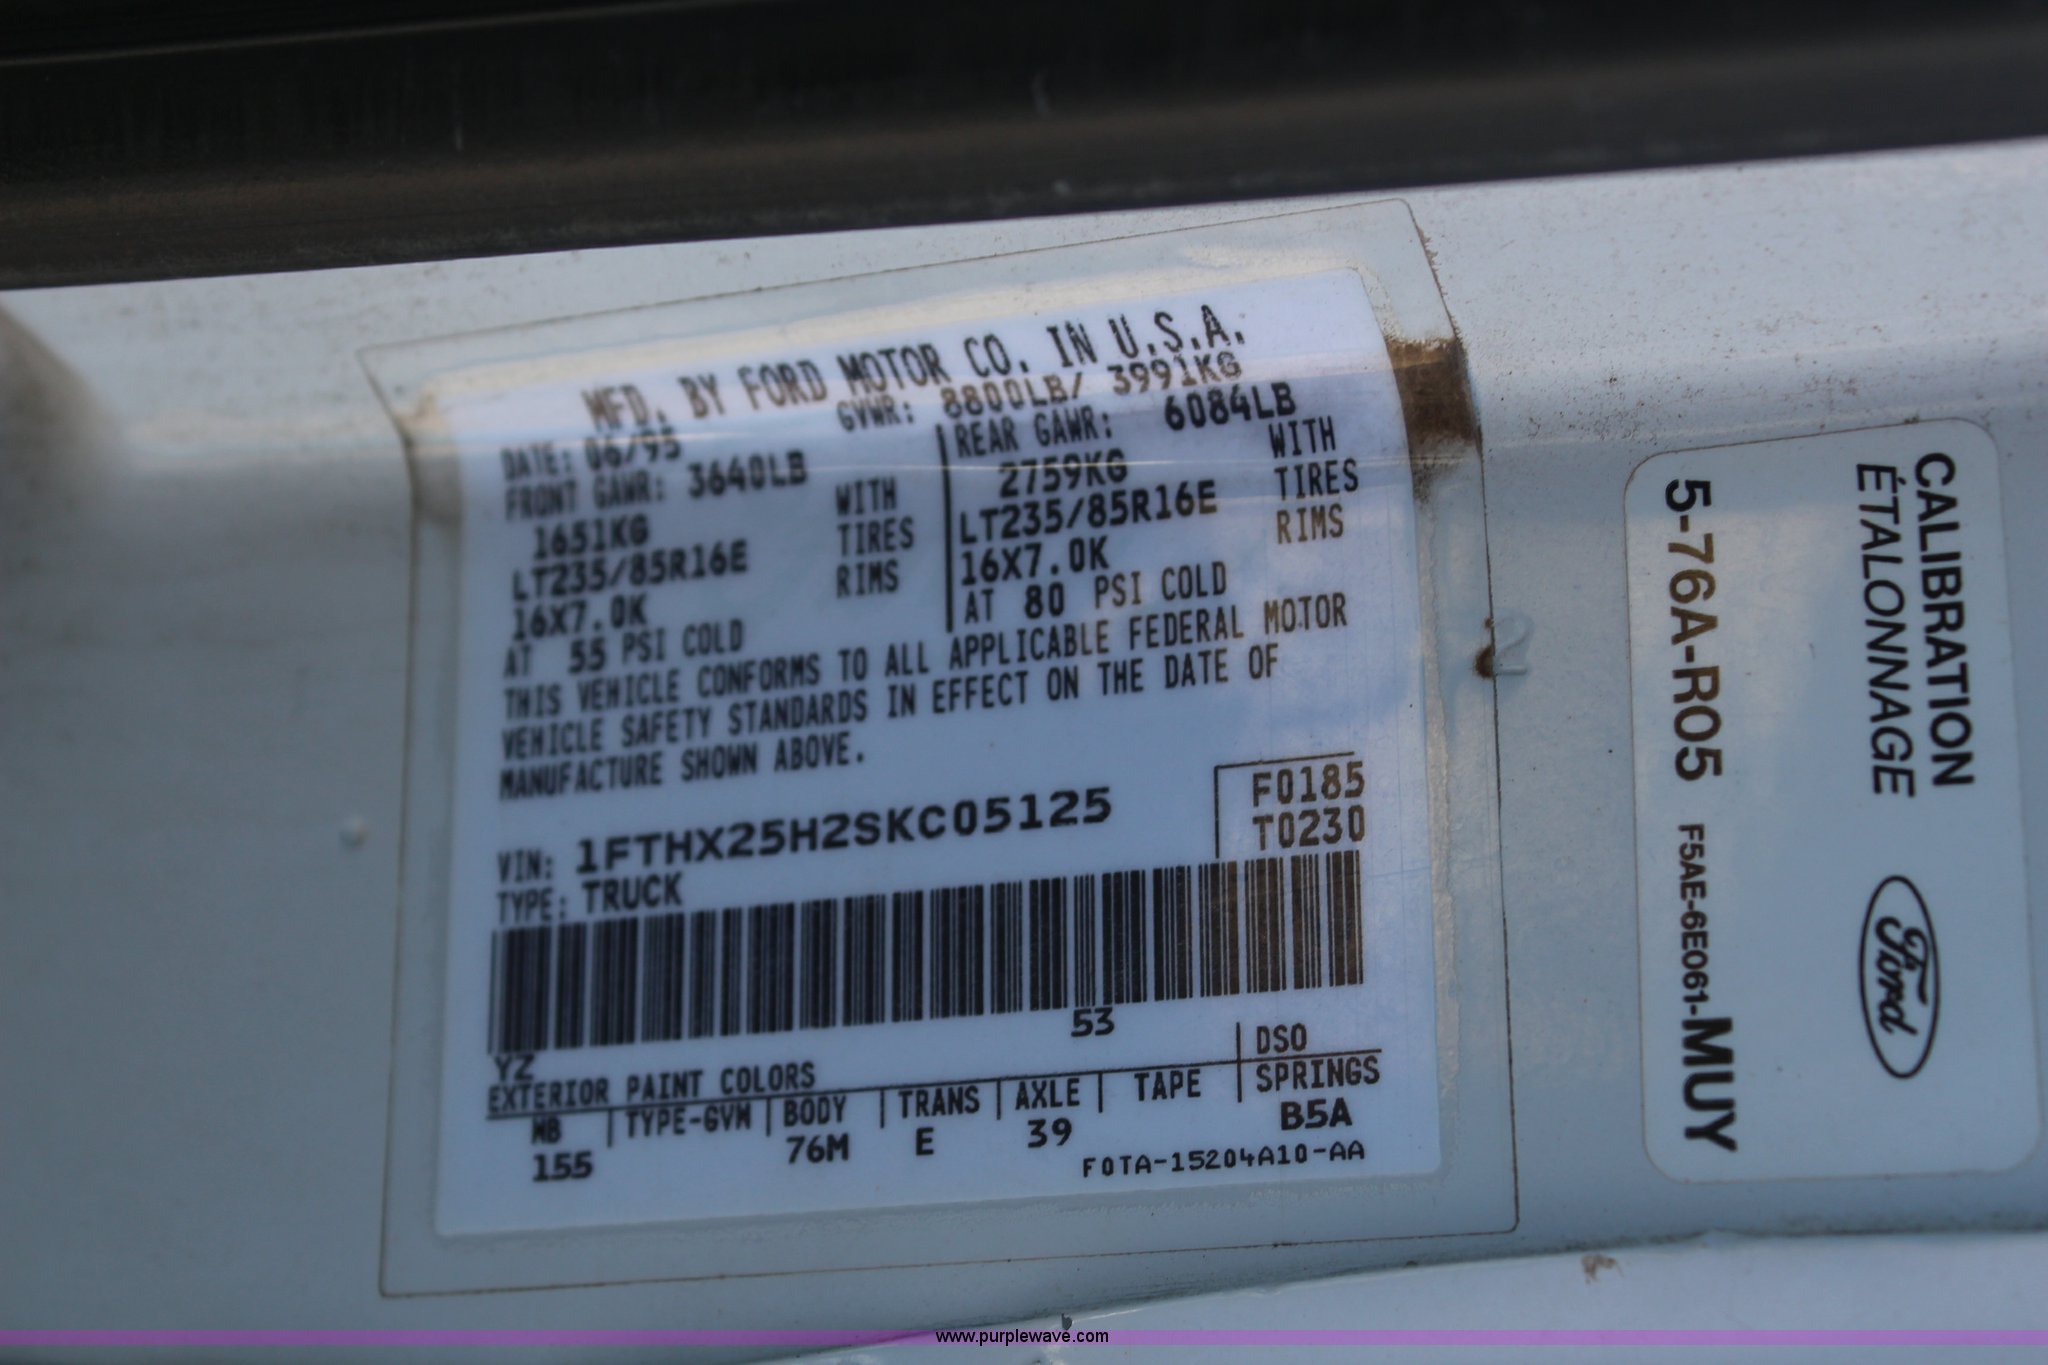 MFD. BY FORD MOTOR CO. IN U.S.A.
DATE: 06/95 GVWR: 8800LB/ 3991KG
FRONT GAWR: 3640LB
1651KG WITH
LT235/85R16E TIRES
16X7.0K RIMS
AT 55 PSI COLD
REAR GAWR: 6084LB
2759KG WITH
LT235/85R16E TIRES
16X7.0K RIMS
AT 80 PSI COLD
THIS VEHICLE CONFORMS TO ALL APPLICABLE FEDERAL MOTOR
VEHICLE SAFETY STANDARDS IN EFFECT ON THE DATE OF
MANUFACTURE SHOWN ABOVE.
F0185
T0230
VIN: 1FTHX25H2SKC05125
TYPE: TRUCK
53
YZ
EXTERIOR PAINT COLORS DSO
WB TYPE-GVW BODY TRANS AXLE TAPE SPRINGS
155 76M E 39 B5A
F0TA-15204A10-AA
CALIBRATION
ÉTALONNAGE
Ford
5-76A-R05 F5AE-6E061-MUY
www.purplewave.com